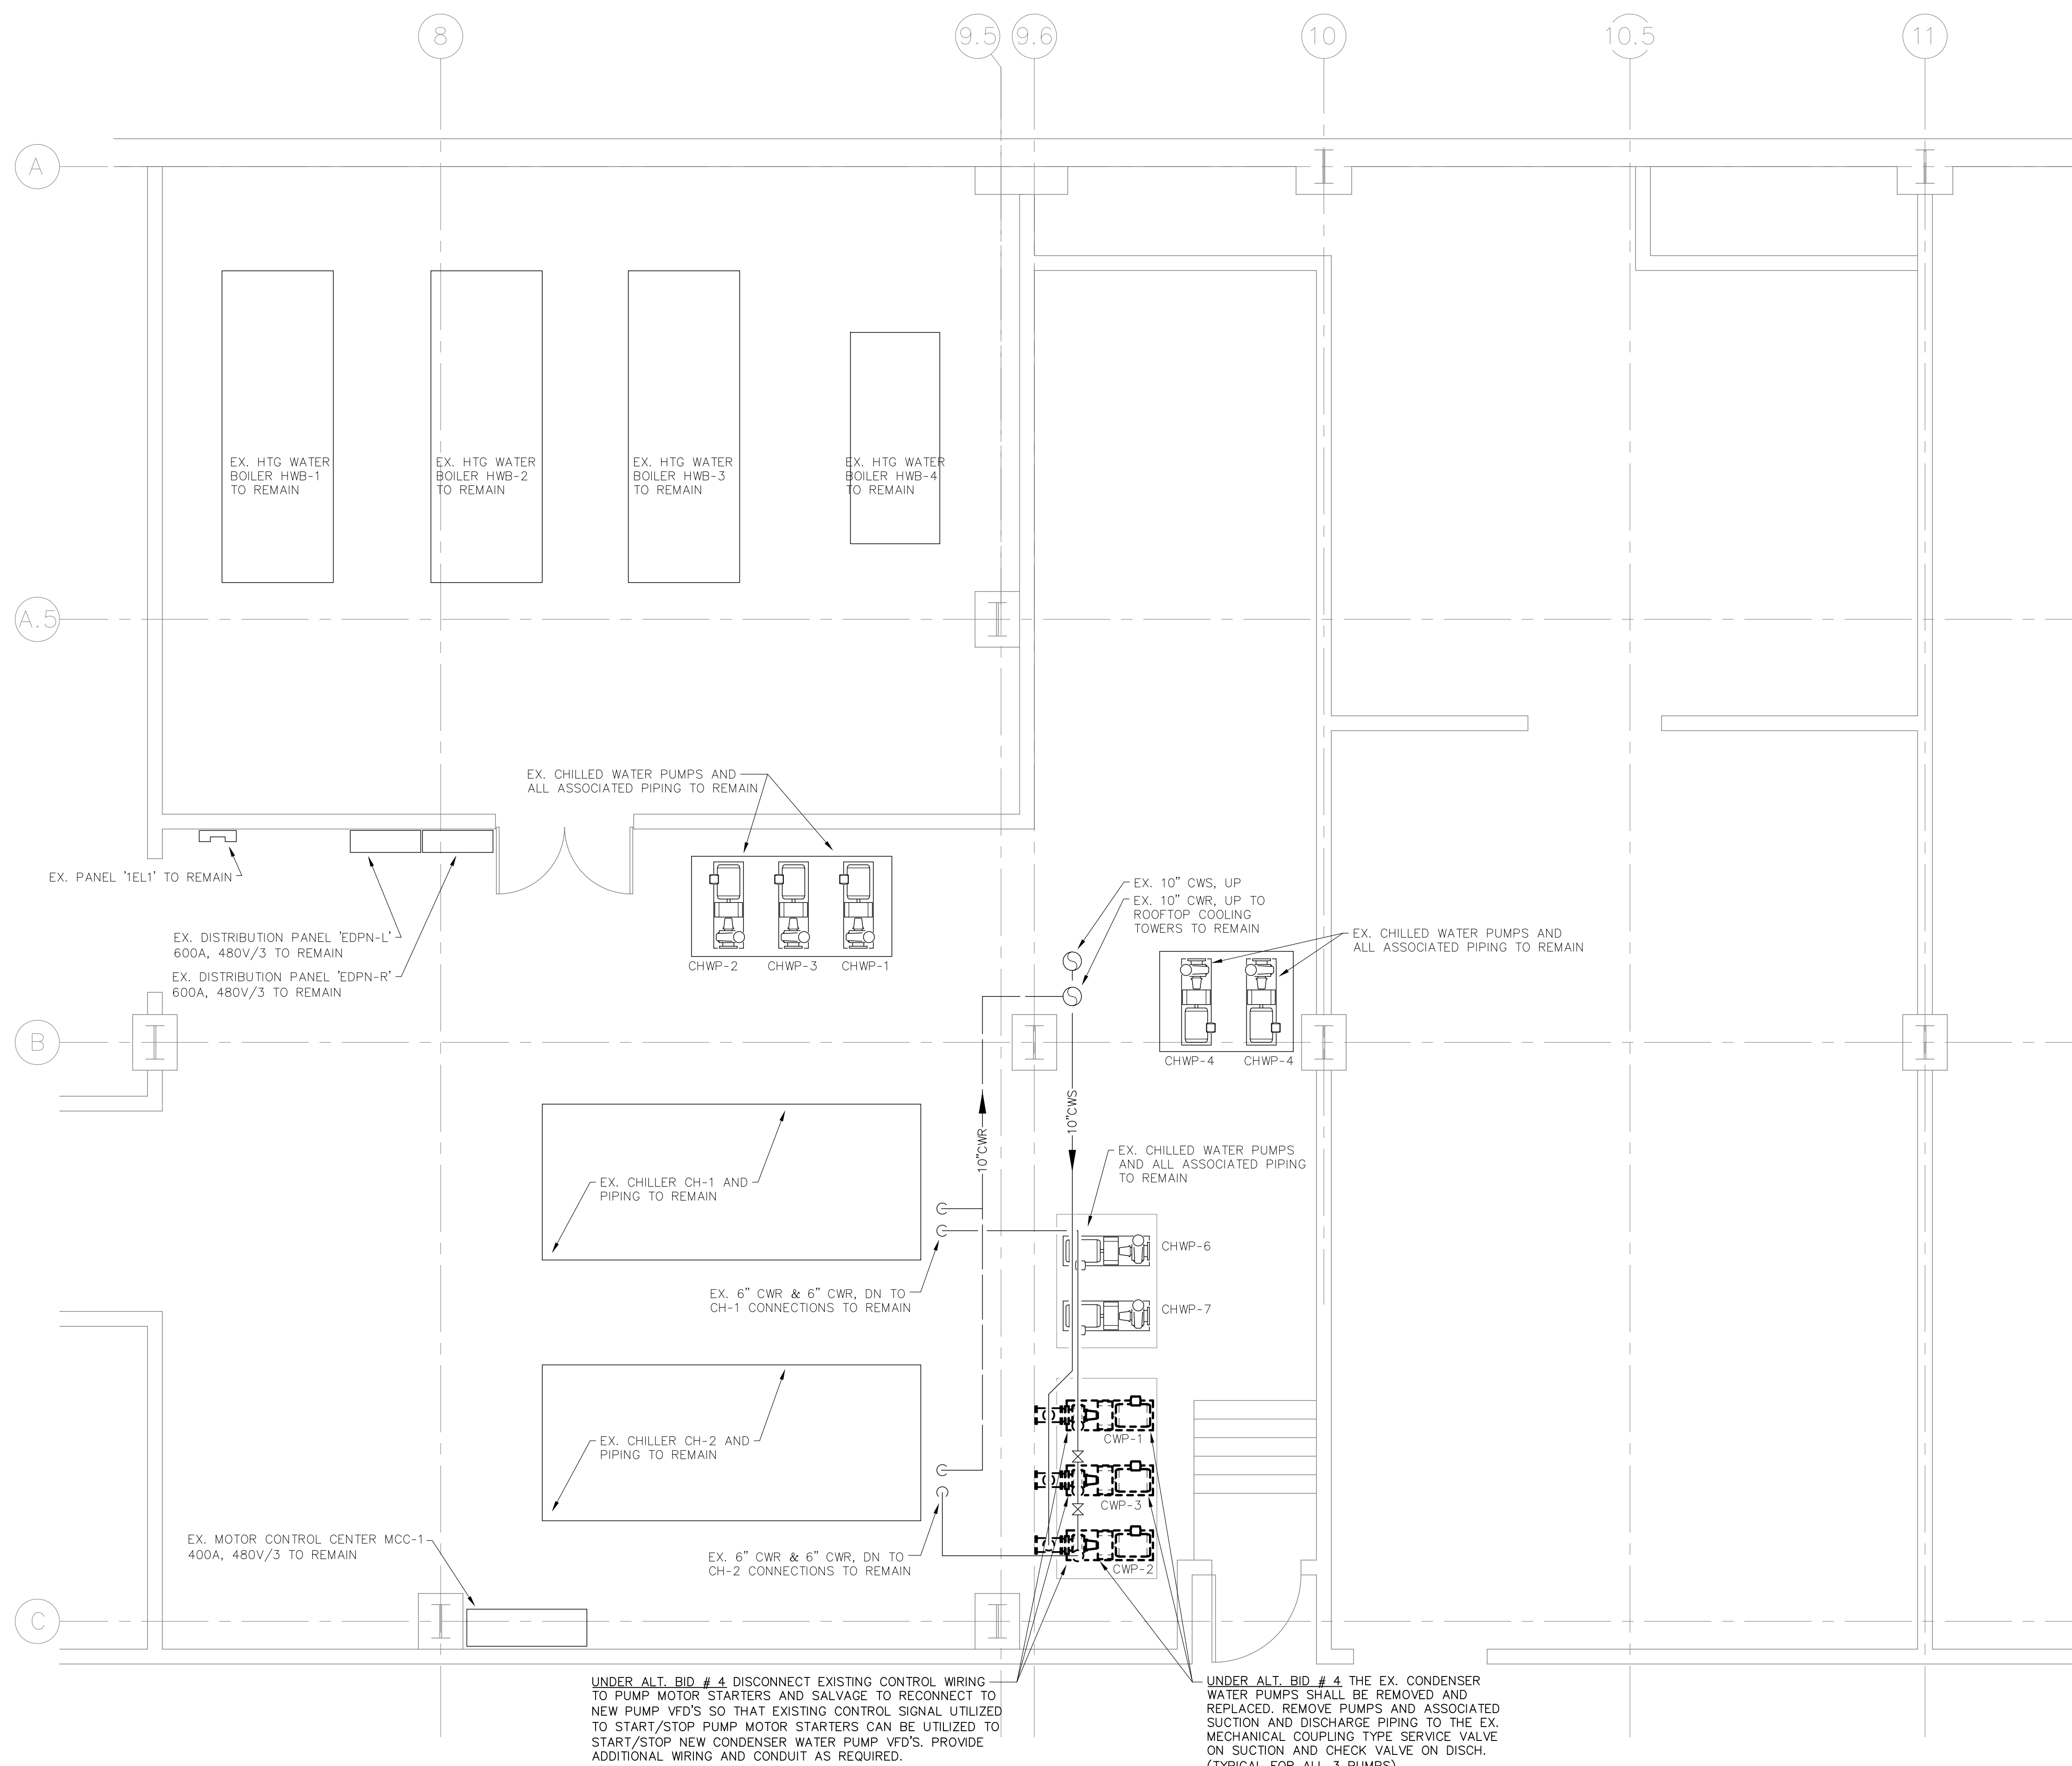 8
9.5
9.6
10
10.5
11
A
A.5
B
C
EX. HTG WATER
BOILER HWB-1
TO REMAIN
EX. HTG WATER
BOILER HWB-2
TO REMAIN
EX. HTG WATER
BOILER HWB-3
TO REMAIN
EX. HTG WATER
BOILER HWB-4
TO REMAIN
EX. CHILLED WATER PUMPS AND
ALL ASSOCIATED PIPING TO REMAIN
EX. PANEL '1EL1' TO REMAIN
EX. DISTRIBUTION PANEL 'EDPN-L'
600A, 480V/3 TO REMAIN
EX. DISTRIBUTION PANEL 'EDPN-R'
600A, 480V/3 TO REMAIN
CHWP-2
CHWP-3
CHWP-1
EX. 10" CWS, UP
EX. 10" CWR, UP TO
ROOFTOP COOLING
TOWERS TO REMAIN
EX. CHILLED WATER PUMPS AND
ALL ASSOCIATED PIPING TO REMAIN
CHWP-4
CHWP-4
10"CWR
10"CWS
EX. CHILLED WATER PUMPS
AND ALL ASSOCIATED PIPING
TO REMAIN
EX. CHILLER CH-1 AND
PIPING TO REMAIN
CHWP-6
CHWP-7
EX. 6" CWR & 6" CWR, DN TO
CH-1 CONNECTIONS TO REMAIN
EX. CHILLER CH-2 AND
PIPING TO REMAIN
CWP-1
CWP-3
CWP-2
EX. MOTOR CONTROL CENTER MCC-1
400A, 480V/3 TO REMAIN
EX. 6" CWR & 6" CWR, DN TO
CH-2 CONNECTIONS TO REMAIN
UNDER ALT. BID # 4 DISCONNECT EXISTING CONTROL WIRING
TO PUMP MOTOR STARTERS AND SALVAGE TO RECONNECT TO
NEW PUMP VFD'S SO THAT EXISTING CONTROL SIGNAL UTILIZED
TO START/STOP PUMP MOTOR STARTERS CAN BE UTILIZED TO
START/STOP NEW CONDENSER WATER PUMP VFD'S. PROVIDE
ADDITIONAL WIRING AND CONDUIT AS REQUIRED.
UNDER ALT. BID # 4 THE EX. CONDENSER
WATER PUMPS SHALL BE REMOVED AND
REPLACED. REMOVE PUMPS AND ASSOCIATED
SUCTION AND DISCHARGE PIPING TO THE EX.
MECHANICAL COUPLING TYPE SERVICE VALVE
ON SUCTION AND CHECK VALVE ON DISCH.
(TYPICAL FOR ALL 3 PUMPS)